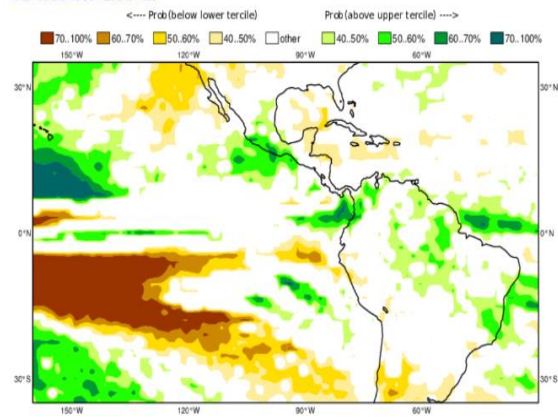 <---- Prob(below lower tercile) Prob(above upper tercile) ---->
70..100% 60..70% 50..60% 40..50% other 40..50% 50..60% 60..70% 70..100%
150°W 120°W 90°W 60°W
30°N 30°N
0°N 0°N
30°S 30°S
150°W 120°W 90°W 60°W